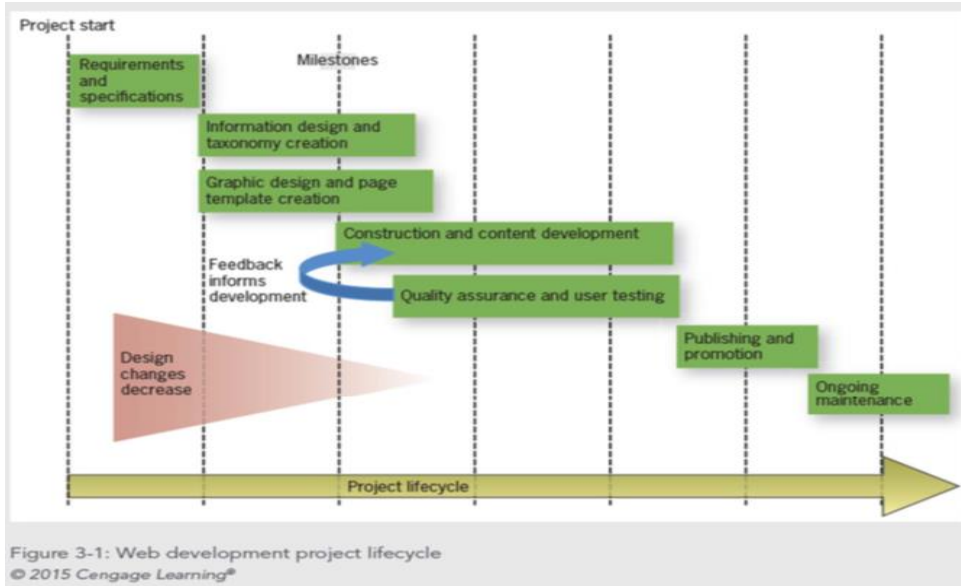 Project start
Milestones
Requirements
and
specifications
Information design and
taxonomy creation
Graphic design and page
template creation
Construction and content development
Feedback
informs
development
Quality assurance and user testing
Publishing and
promotion
Design
changes
decrease
Ongoing
maintenance
Project lifecycle
Figure 3-1: Web development project lifecycle
© 2015 Cengage Learning®